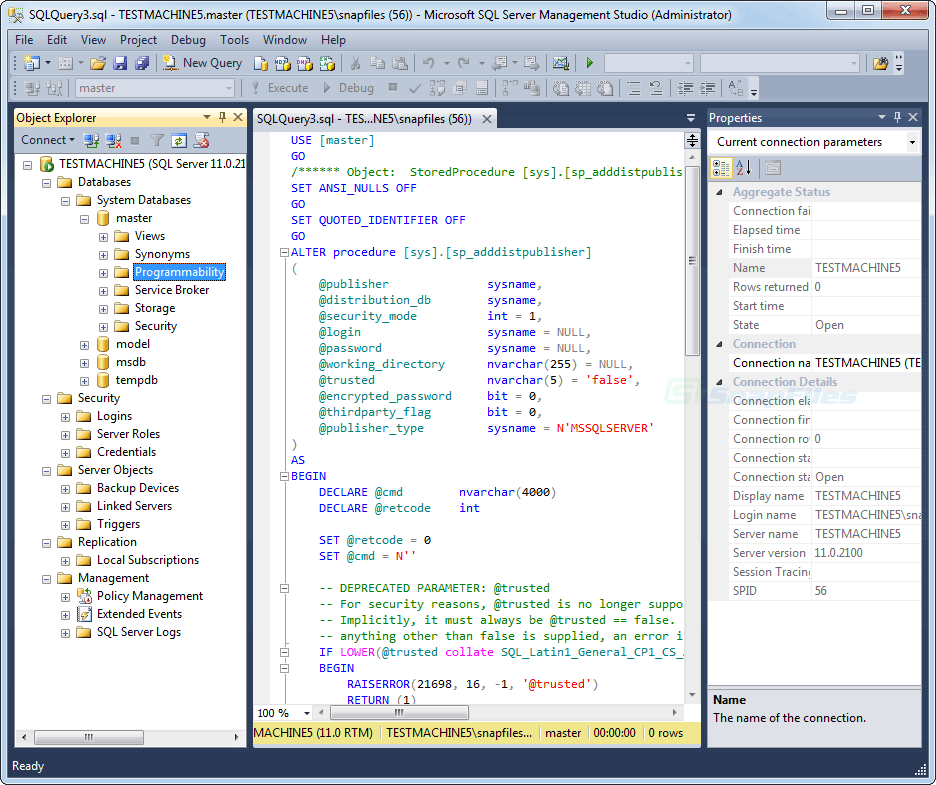 SQLQuery3.sql - TESTMACHINE5.master (TESTMACHINE5\snapfiles (56)) - Microsoft SQL Server Management Studio (Administrator)
File Edit View Project Debug Tools Window Help
New Query
master Execute Debug
Object Explorer
Connect
TESTMACHINE5 (SQL Server 11.0.21
Databases
System Databases
master
Views
Synonyms
Programmability
Service Broker
Storage
Security
model
msdb
tempdb
Security
Logins
Server Roles
Credentials
Server Objects
Backup Devices
Linked Servers
Triggers
Replication
Local Subscriptions
Management
Policy Management
Extended Events
SQL Server Logs
SQLQuery3.sql - TES...NE5\snapfiles (56))
USE [master]
GO
/****** Object:  StoredProcedure [sys].[sp_adddistpublis
SET ANSI_NULLS OFF
GO
SET QUOTED_IDENTIFIER OFF
GO
ALTER procedure [sys].[sp_adddistpublisher]
(
@publisher sysname,
@distribution_db sysname,
@security_mode int = 1,
@login sysname = NULL,
@password sysname = NULL,
@working_directory nvarchar(255) = NULL,
@trusted nvarchar(5) = 'false',
@encrypted_password bit = 0,
@thirdparty_flag bit = 0,
@publisher_type sysname = N'MSSQLSERVER'
)
AS
BEGIN
DECLARE @cmd nvarchar(4000)
DECLARE @retcode int
SET @retcode = 0
SET @cmd = N''
-- DEPRECATED PARAMETER: @trusted
-- For security reasons, @trusted is no longer suppo
-- Implicitly, it must always be @trusted == false.
-- anything other than false is supplied, an error i
IF LOWER(@trusted collate SQL_Latin1_General_CP1_CS_
BEGIN
RAISERROR(21698, 16, -1, '@trusted')
RETURN (1)
100 %
MACHINE5 (11.0 RTM) TESTMACHINE5\snapfiles... master 00:00:00 0 rows
Properties
Current connection parameters
Aggregate Status
Connection fai
Elapsed time
Finish time
Name TESTMACHINE5
Rows returned 0
Start time
State Open
Connection
Connection na TESTMACHINE5 (TE
Connection Details
Connection ela
Connection fin
Connection ro 0
Connection sta
Connection sta Open
Display name TESTMACHINE5
Login name TESTMACHINE5\sna
Server name TESTMACHINE5
Server version 11.0.2100
Session Tracing
SPID 56
Name
The name of the connection.
Ready
SnapFiles